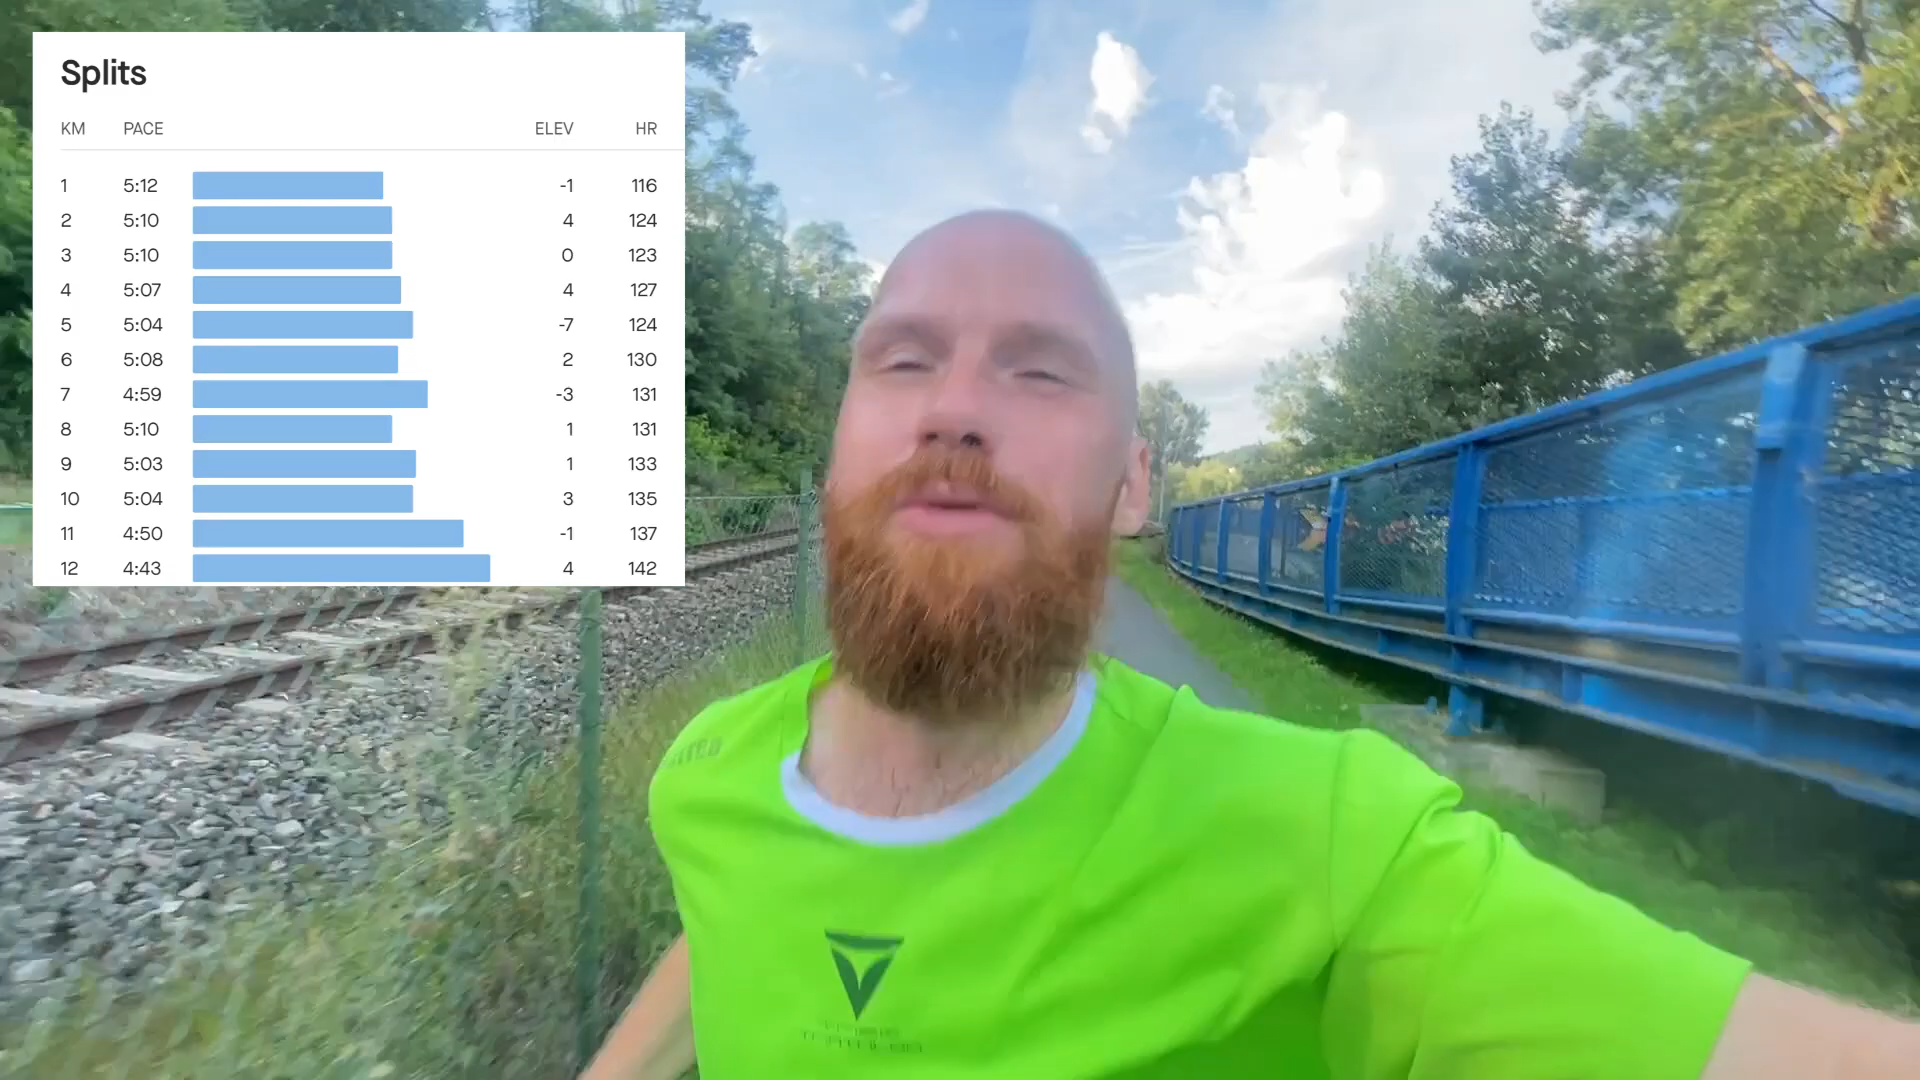 Splits
KM PACE ELEV HR
1 5:12 -1 116
2 5:10 4 124
3 5:10 0 123
4 5:07 4 127
5 5:04 -7 124
6 5:08 2 130
7 4:59 -3 131
8 5:10 1 131
9 5:03 1 133
10 5:04 3 135
11 4:50 -1 137
12 4:43 4 142